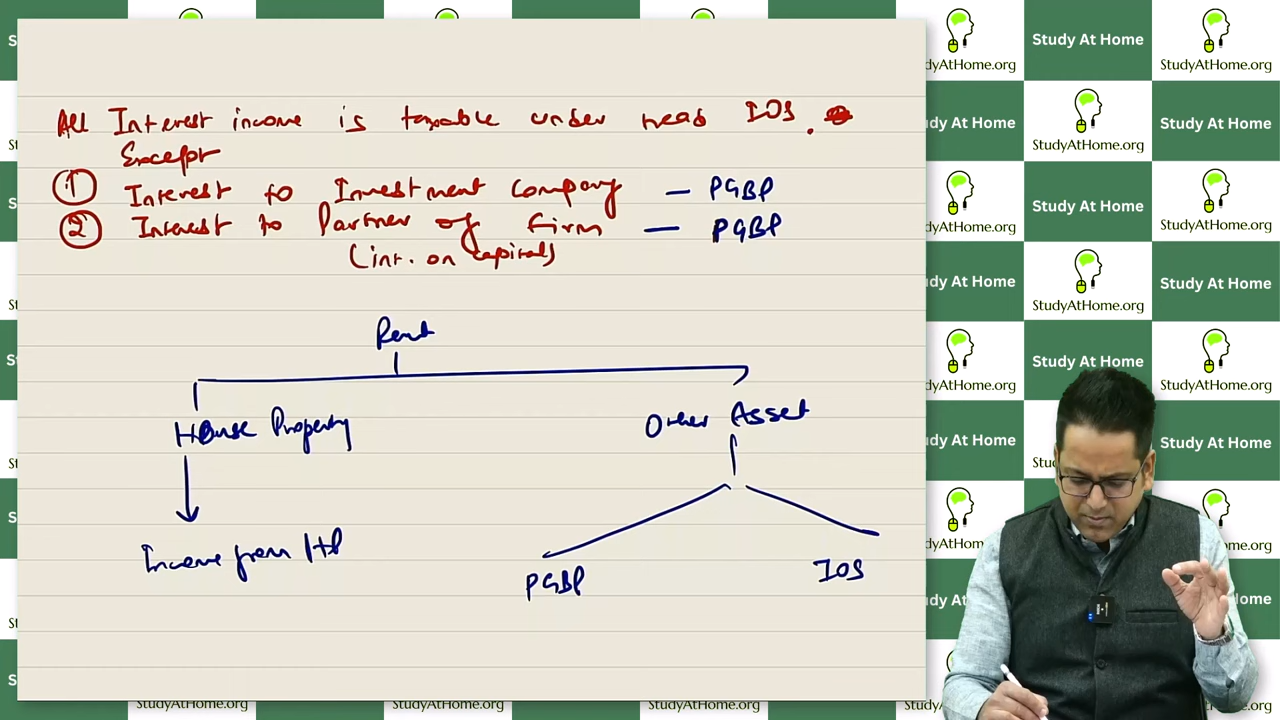 All Interest income is taxable under head IOS.
Except
① Interest to Investment Company — PGBP
② Interest to Partner of Firm — PGBP
(int. on capital)
Rent
House Property
Other Asset
Income from HP
PGBP
IOS
Study At Home
StudyAtHome.org